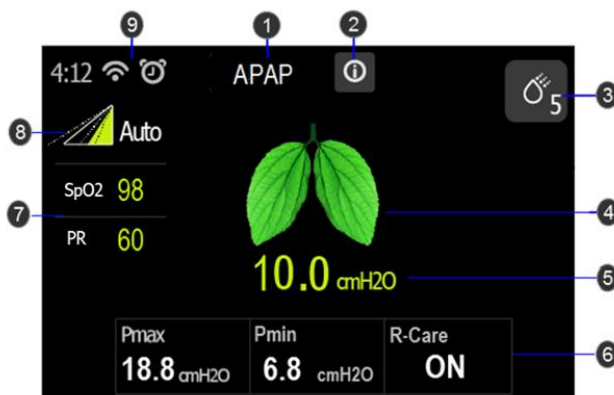 9
1
2
4:12
APAP
3
5
8
Auto
SpO2 98
7
PR 60
4
10.0 cmH2O
5
Pmax
Pmin
R-Care
18.8 cmH2O
6.8 cmH2O
ON
6